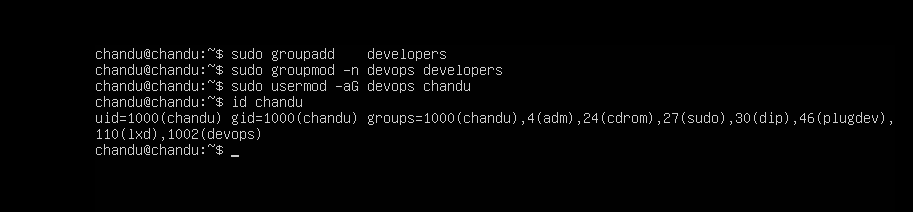 chandu@chandu:~$ sudo groupadd    developers
chandu@chandu:~$ sudo groupmod -n devops developers
chandu@chandu:~$ sudo usermod -aG devops chandu
chandu@chandu:~$ id chandu
uid=1000(chandu) gid=1000(chandu) groups=1000(chandu),4(adm),24(cdrom),27(sudo),30(dip),46(plugdev),
110(lxd),1002(devops)
chandu@chandu:~$ _